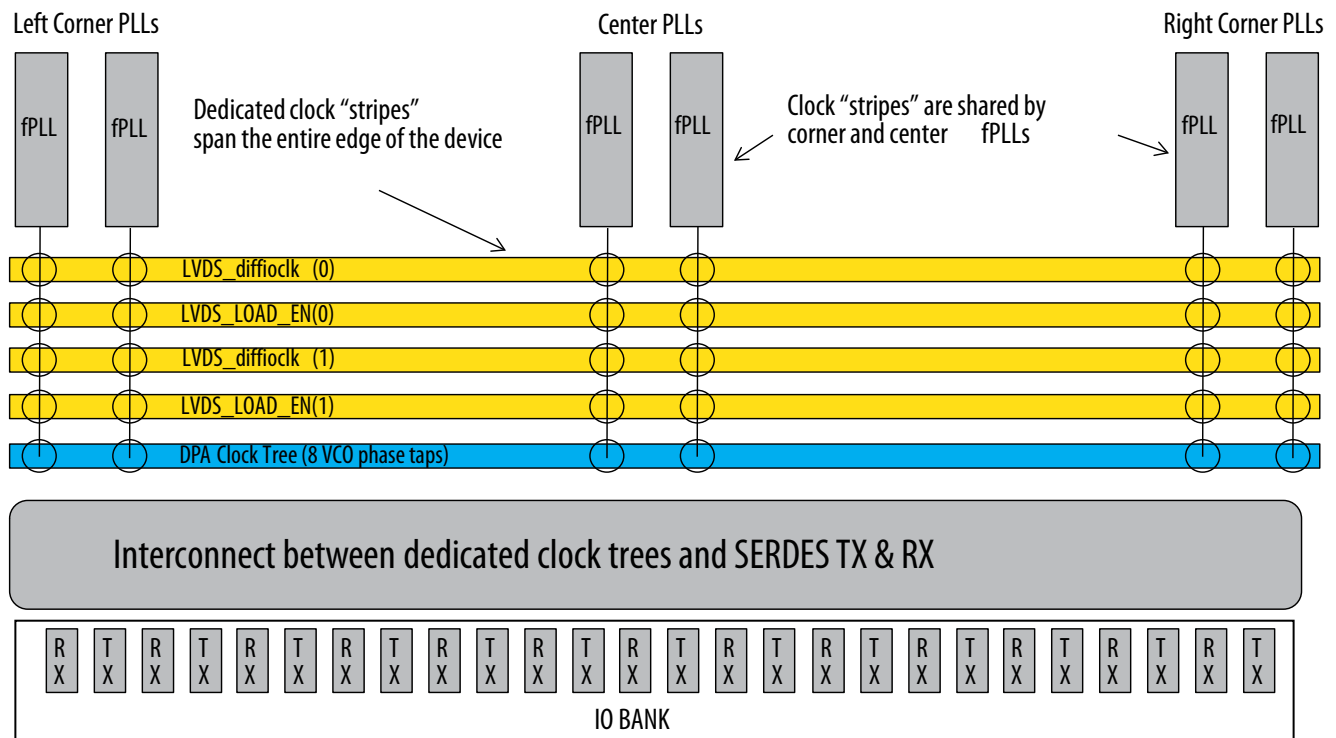 Left Corner PLLs
Center PLLs
Right Corner PLLs
fPLL
fPLL
Dedicated clock “stripes”
span the entire edge of the device
fPLL
fPLL
Clock “stripes” are shared by
corner and center fPLLs
fPLL
fPLL
LVDS_diffioclk (0)
LVDS_LOAD_EN(0)
LVDS_diffioclk (1)
LVDS_LOAD_EN(1)
DPA Clock Tree (8 VCO phase taps)
Interconnect between dedicated clock trees and SERDES TX & RX
R T R T R T R T R T R T R T R T R T R T R T R T R T
X X X X X X X X X X X X X X X X X X X X X X X X X X
IO BANK